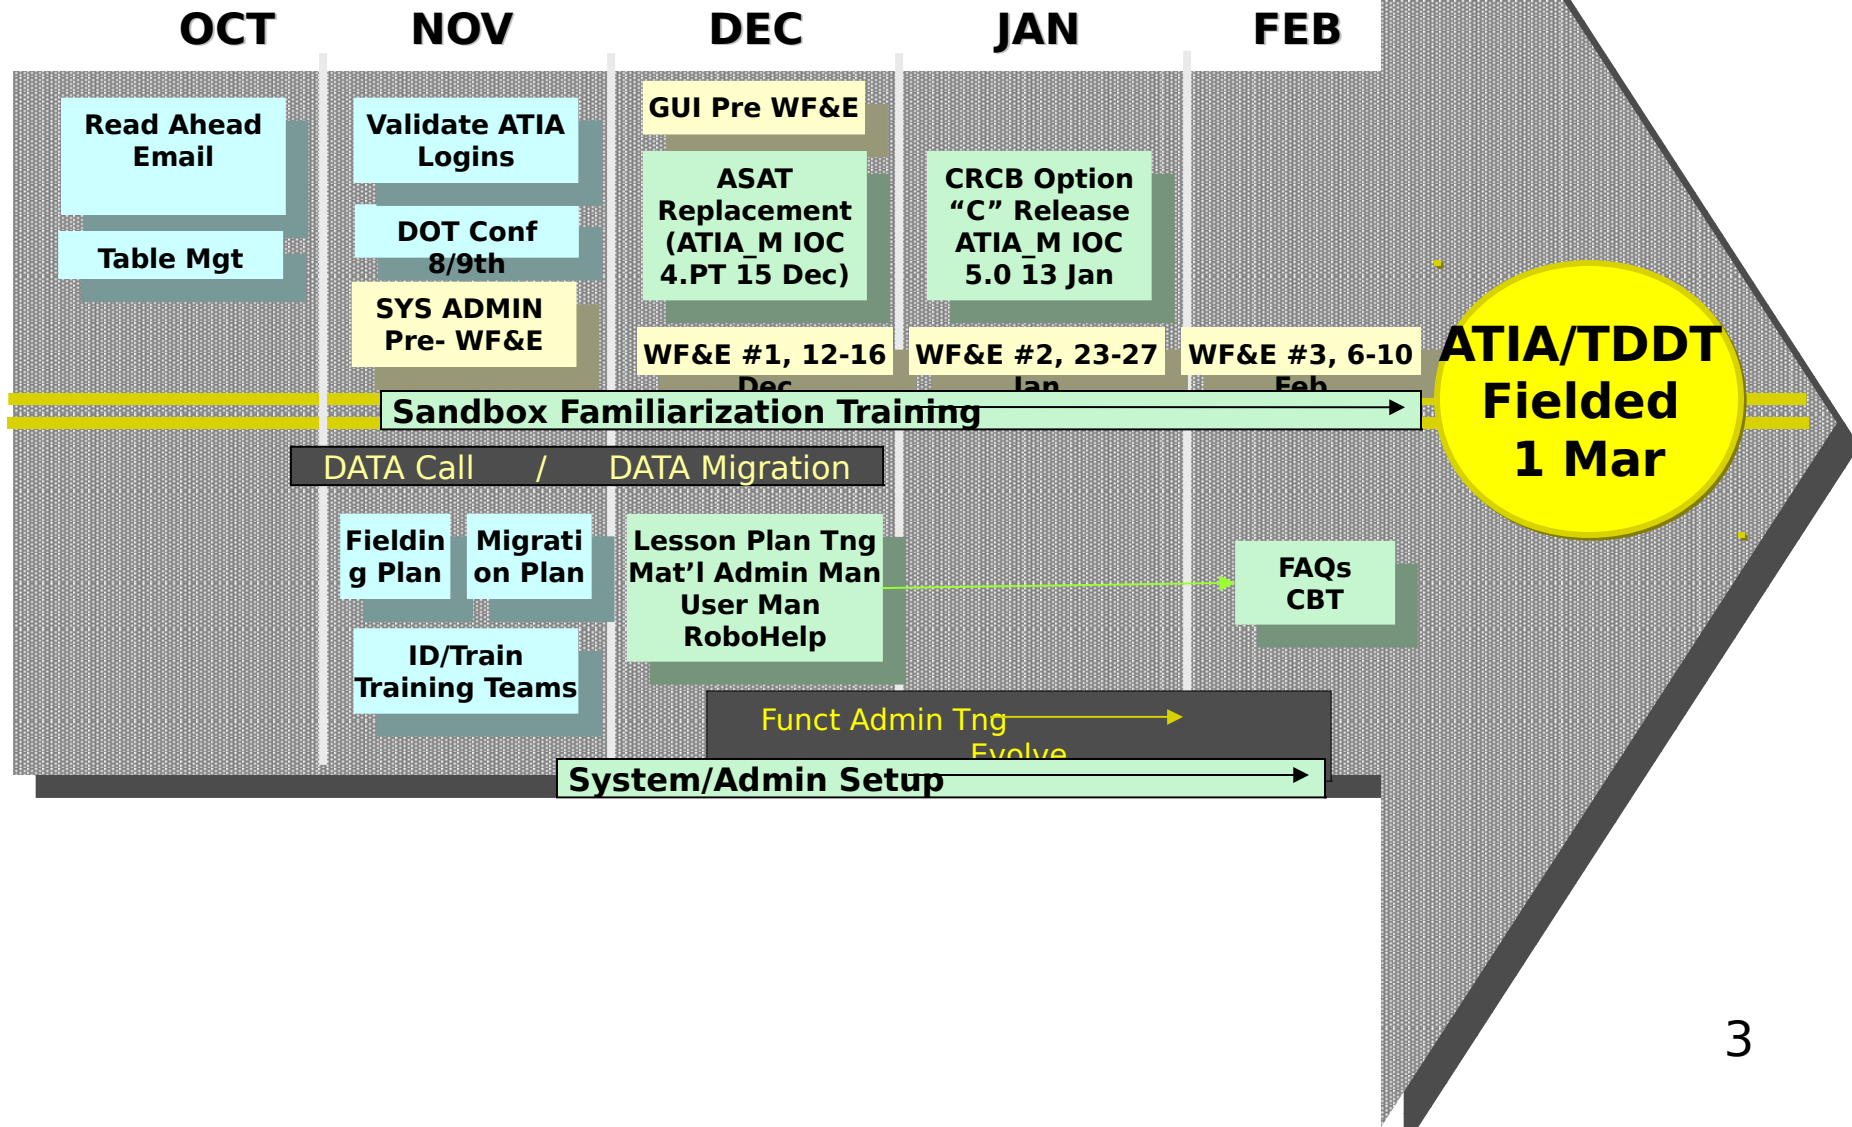 OCT NOV DEC JAN FEB
Read Ahead
Email
Table Mgt
Validate ATIA
Logins
DOT Conf
8/9th
SYS ADMIN
Pre- WF&E
GUI Pre WF&E
ASAT
Replacement
(ATIA_M IOC
4.PT 15 Dec)
CRCB Option
“C” Release
ATIA_M IOC
5.0 13 Jan
WF&E #1, 12-16
Dec
WF&E #2, 23-27
Jan
WF&E #3, 6-10
Feb
ATIA/TDDT
Fielded
1 Mar
Sandbox Familiarization Training
DATA Call / DATA Migration
Fieldin
g Plan
Migrati
on Plan
ID/Train
Training Teams
Lesson Plan Tng
Mat’l Admin Man
User Man
RoboHelp
FAQs
CBT
Funct Admin Tng
Evolve
System/Admin Setup
3